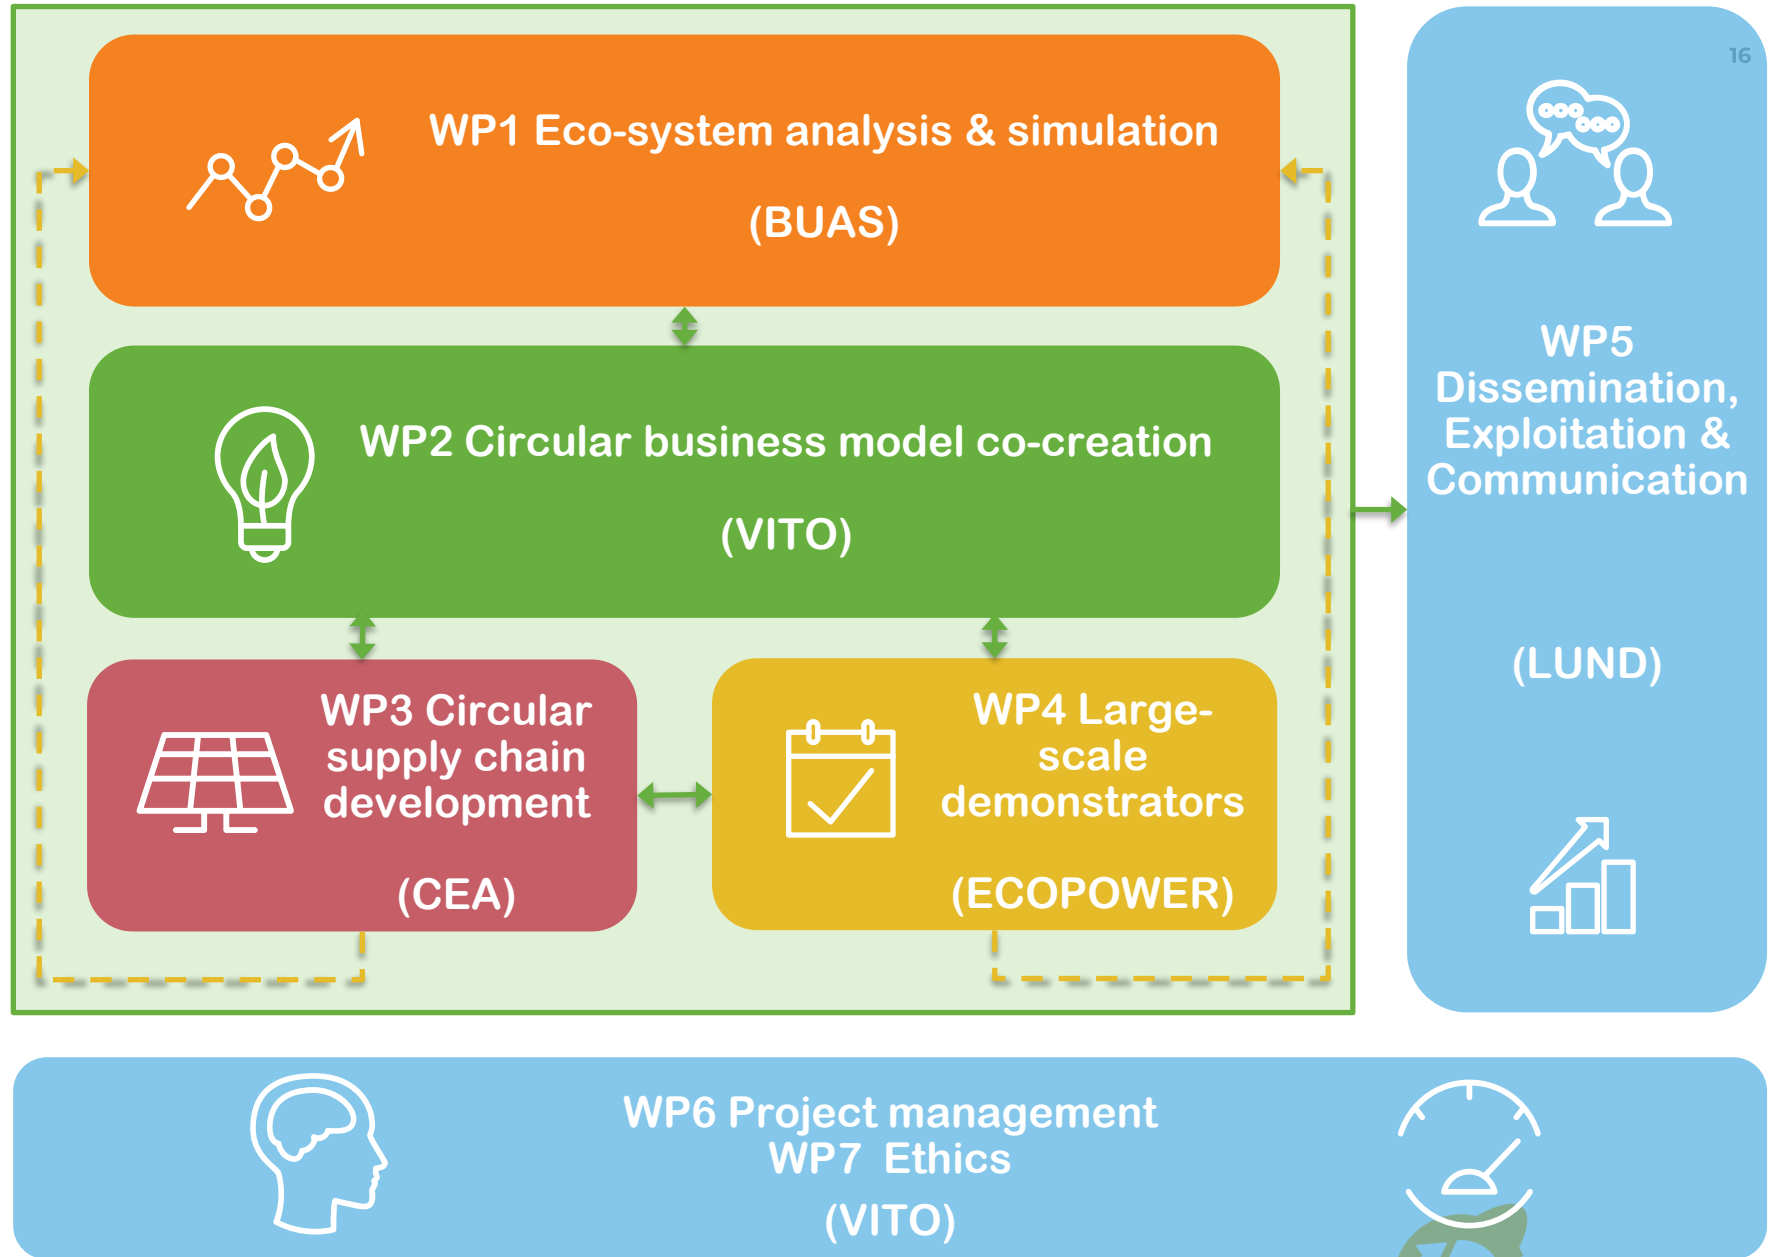 16
WP1 Eco-system analysis & simulation
(BUAS)
WP2 Circular business model co-creation
(VITO)
WP3 Circular
supply chain
development
(CEA)
WP4 Large-
scale
demonstrators
(ECOPOWER)
WP5
Dissemination,
Exploitation &
Communication
(LUND)
WP6 Project management
WP7 Ethics
(VITO)